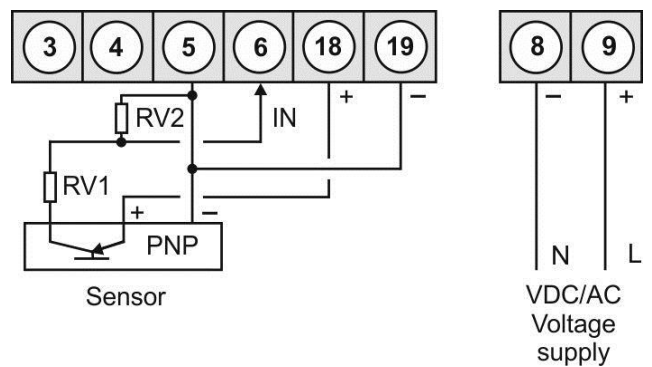 3 4 5 6 18 19 8 9
+ − − +
RV2 IN
RV1
+ −
PNP
N L
Sensor
VDC/AC
Voltage
supply